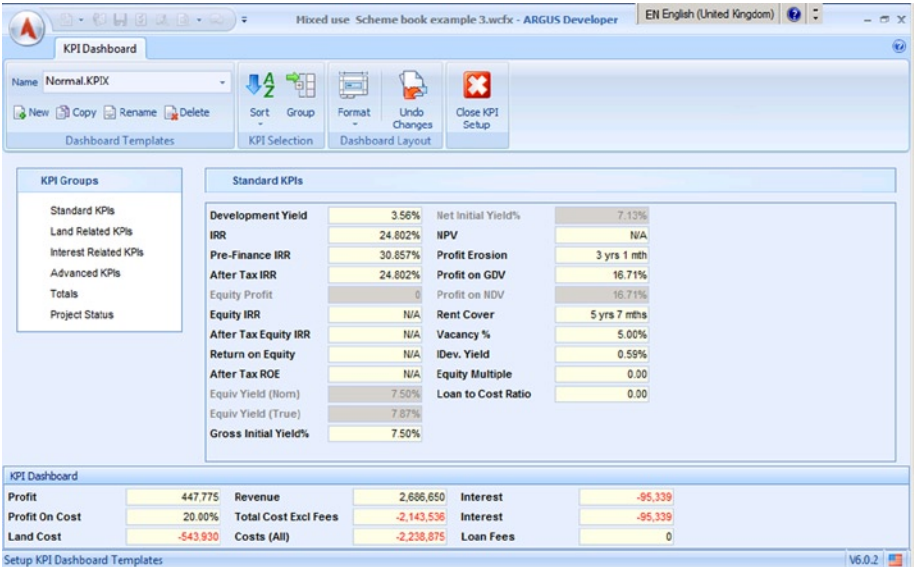 Mixed use Scheme book example 3.wcfx - ARGUS Developer
EN English (United Kingdom)
KPI Dashboard
Name Normal.KPIX
New Copy Rename Delete
Dashboard Templates
Sort Group
KPI Selection
Format Undo Changes
Dashboard Layout
Close KPI Setup
KPI Groups
Standard KPIs
Land Related KPIs
Interest Related KPIs
Advanced KPIs
Totals
Project Status
Standard KPIs
Development Yield 3.56% Net Initial Yield% 7.13%
IRR 24.802% NPV N/A
Pre-Finance IRR 30.857% Profit Erosion 3 yrs 1 mth
After Tax IRR 24.802% Profit on GDV 16.71%
Equity Profit 0 Profit on NDV 16.71%
Equity IRR N/A Rent Cover 5 yrs 7 mths
After Tax Equity IRR N/A Vacancy % 5.00%
Return on Equity N/A IDev. Yield 0.59%
After Tax ROE N/A Equity Multiple 0.00
Equiv Yield (Nom) 7.50% Loan to Cost Ratio 0.00
Equiv Yield (True) 7.87%
Gross Initial Yield% 7.50%
KPI Dashboard
Profit 447,775 Revenue 2,686,650 Interest -95,339
Profit On Cost 20.00% Total Cost Excl Fees -2,143,536 Interest -95,339
Land Cost -543,930 Costs (All) -2,238,875 Loan Fees 0
Setup KPI Dashboard Templates
V6.0.2